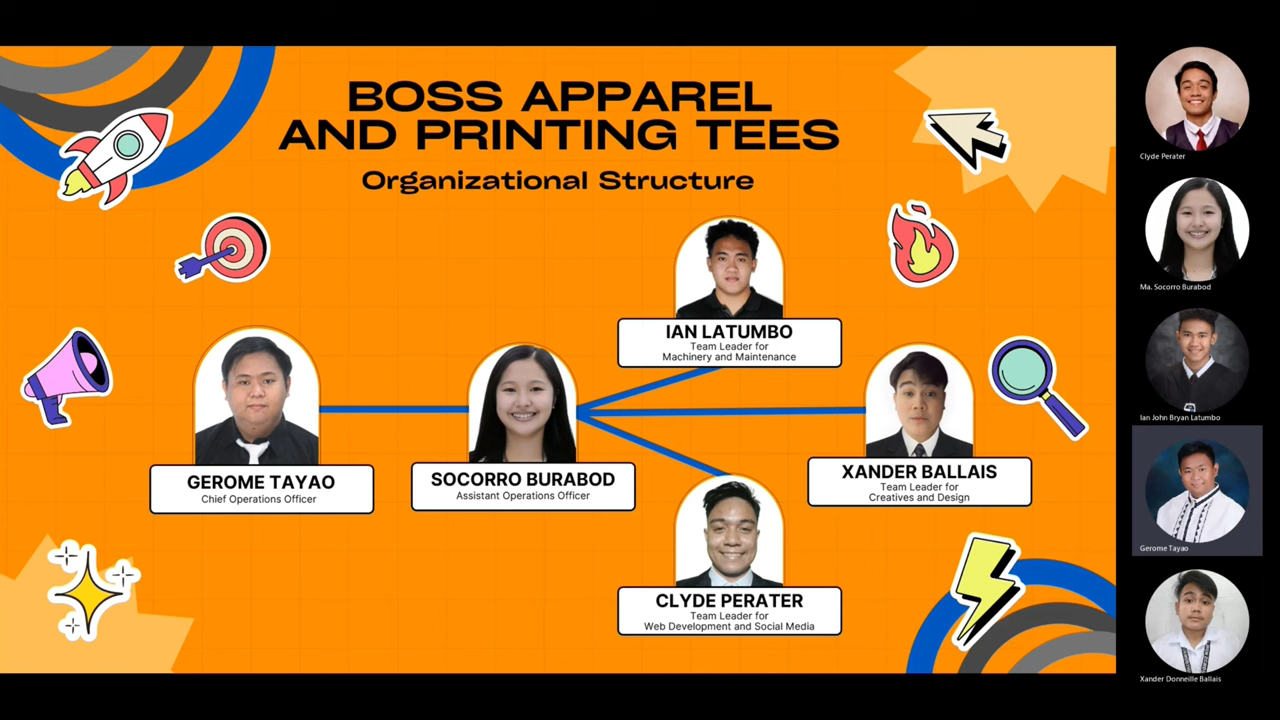 BOSS APPAREL
AND PRINTING TEES
Organizational Structure
IAN LATUMBO
Team Leader for
Machinery and Maintenance
GEROME TAYAO
Chief Operations Officer
SOCORRO BURABOD
Assistant Operations Officer
XANDER BALLAIS
Team Leader for
Creatives and Design
CLYDE PERATER
Team Leader for
Web Development and Social Media
Clyde Perater
Ma. Socorro Burabod
Ian John Bryan Latumbo
Gerome Tayao
Xander Donneille Ballais